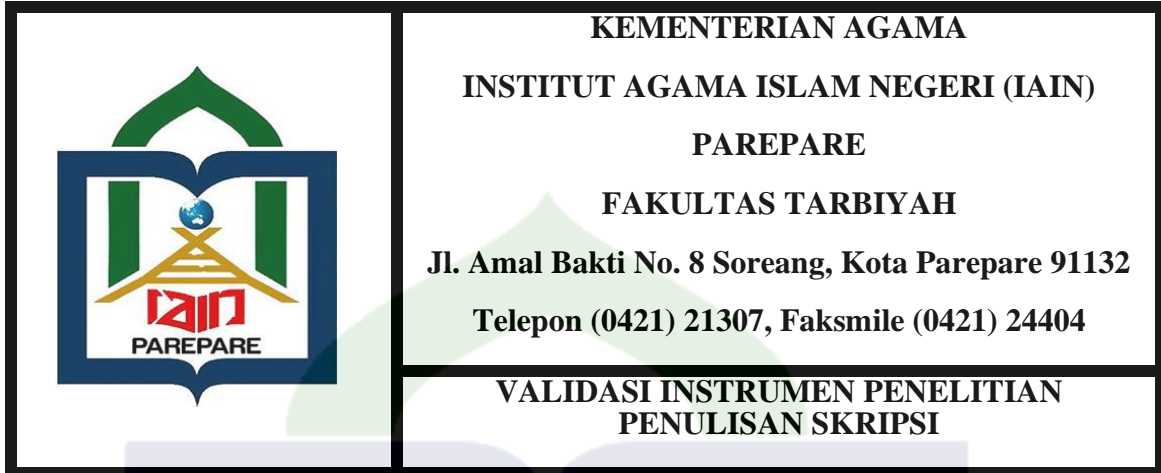 KEMENTERIAN AGAMA
INSTITUT AGAMA ISLAM NEGERI (IAIN)
PAREPARE
FAKULTAS TARBIYAH
Jl. Amal Bakti No. 8 Soreang, Kota Parepare 91132
Telepon (0421) 21307, Faksmile (0421) 24404
VALIDASI INSTRUMEN PENELITIAN
PENULISAN SKRIPSI
iain
PAREPARE